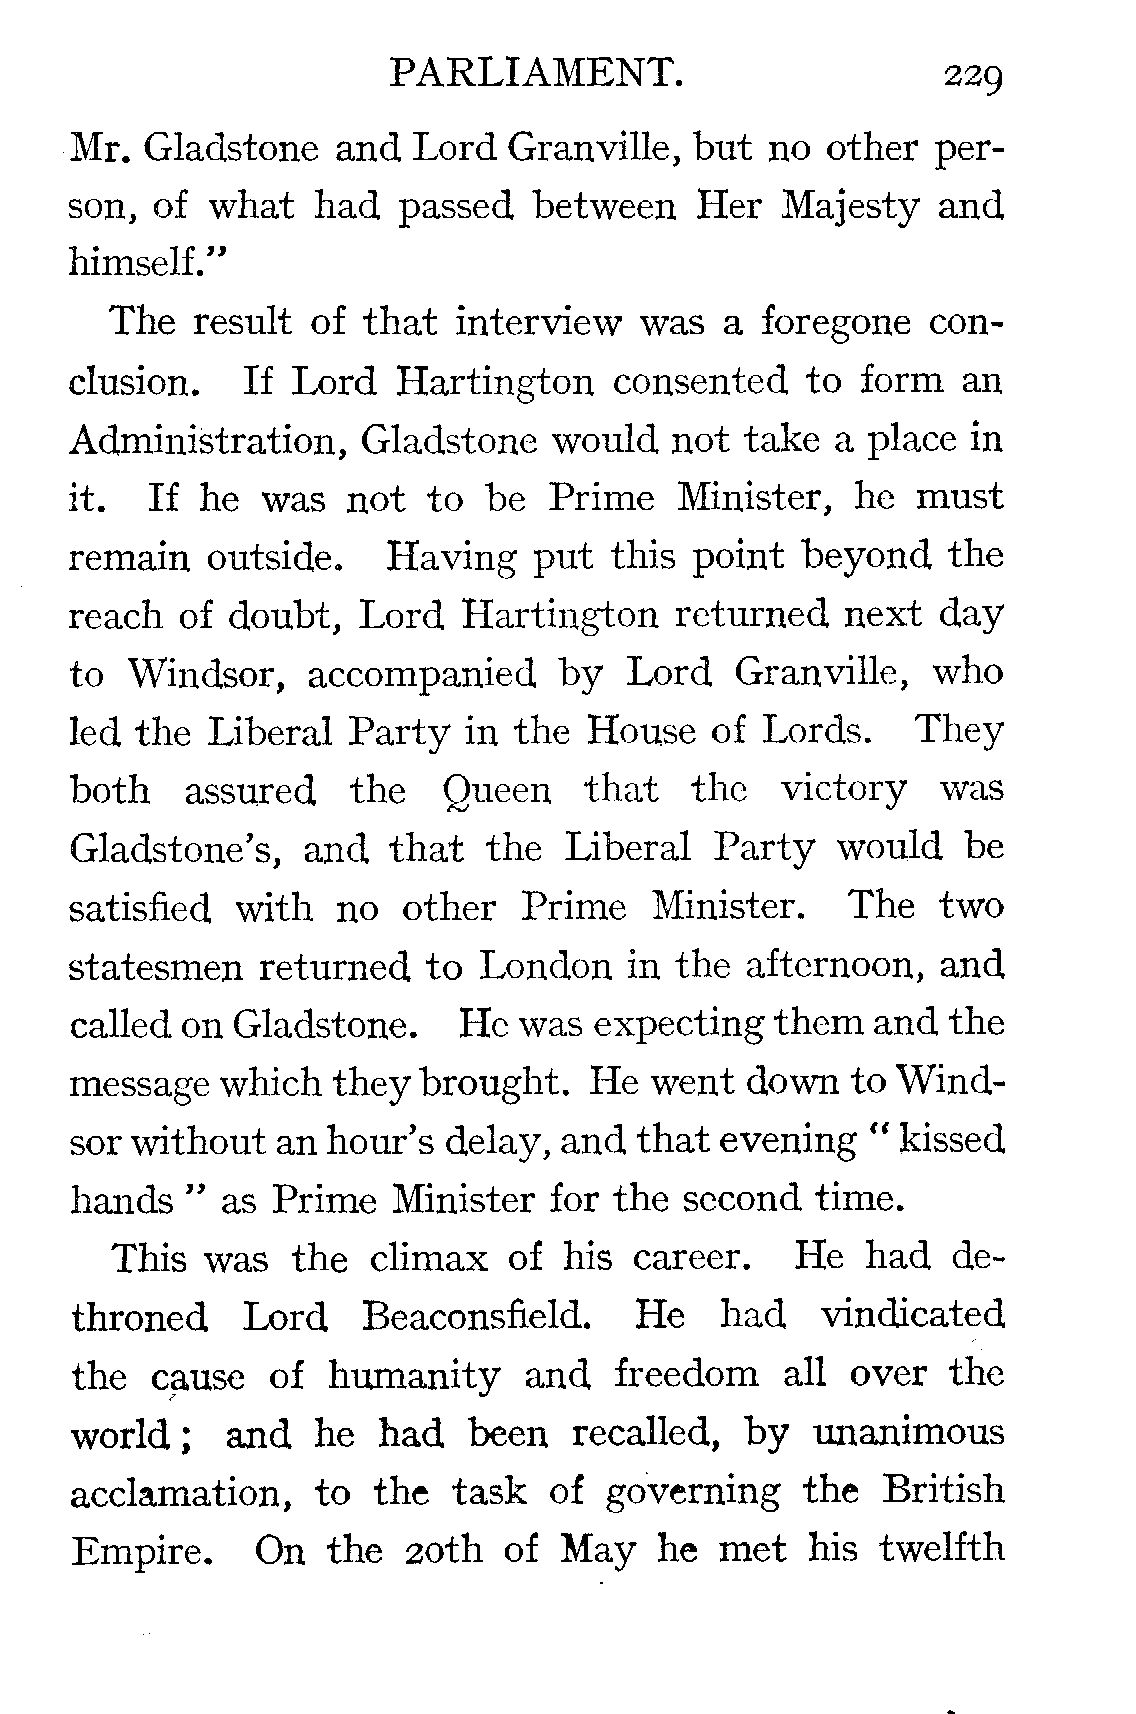 PARLIAMENT. 229
Mr. Gladstone and Lord Granville, but no other per-
son, of what had passed between Her Majesty and
himself."
The result of that interview was a foregone con-
clusion. If Lord Hartington consented to form an
Administration, Gladstone would not take a place in
it. If he was not to be Prime Minister, he must
remain outside. Having put this point beyond the
reach of doubt, Lord Hartington returned next day
to Windsor, accompanied by Lord Granville, who
led the Liberal Party in the House of Lords. They
both assured the Queen that the victory was
Gladstone's, and that the Liberal Party would be
satisfied with no other Prime Minister. The two
statesmen returned to London in the afternoon, and
called on Gladstone. He was expecting them and the
message which they brought. He went down to Wind-
sor without an hour's delay, and that evening " kissed
hands " as Prime Minister for the second time.
This was the climax of his career. He had de-
throned Lord Beaconsfield. He had vindicated
the cause of humanity and freedom all over the
world ; and he had been recalled, by unanimous
acclamation, to the task of governing the British
Empire. On the 20th of May he met his twelfth